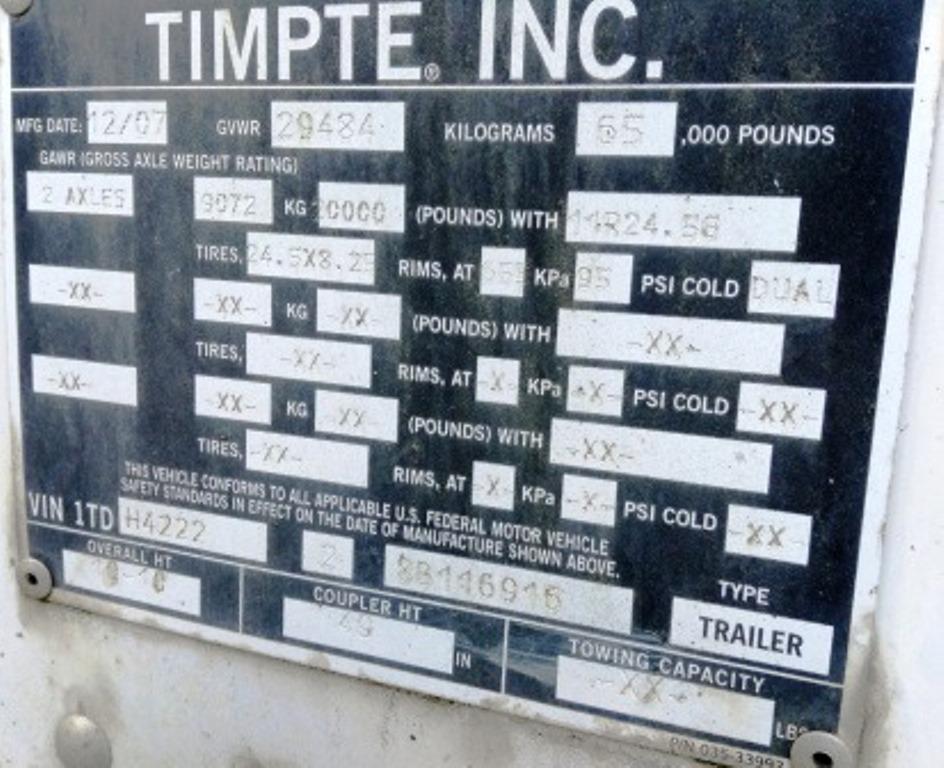 TIMPTE® INC.
MFG DATE: 12/07 GVWR 29484 KILOGRAMS 65 ,000 POUNDS
GAWR (GROSS AXLE WEIGHT RATING)
2 AXLES 9072 KG 20000 (POUNDS) WITH 11R24.5G
TIRES, 24.5X8.25 RIMS, AT KPa 95 PSI COLD DUAL
-XX- -XX- KG -XX- (POUNDS) WITH -XX-
TIRES, -XX- RIMS, AT -X- KPa -X- PSI COLD -XX-
-XX- -XX- KG -XX- (POUNDS) WITH -XX-
TIRES, -XX- RIMS, AT -X- KPa -X- PSI COLD -XX-
THIS VEHICLE CONFORMS TO ALL APPLICABLE U.S. FEDERAL MOTOR VEHICLE
SAFETY STANDARDS IN EFFECT ON THE DATE OF MANUFACTURE SHOWN ABOVE.
VIN 1TD H4222 2 8B116916
TYPE
TRAILER
OVERALL HT
COUPLER HT
49 IN
TOWING CAPACITY
-XX- LBS
P/N 035-33993